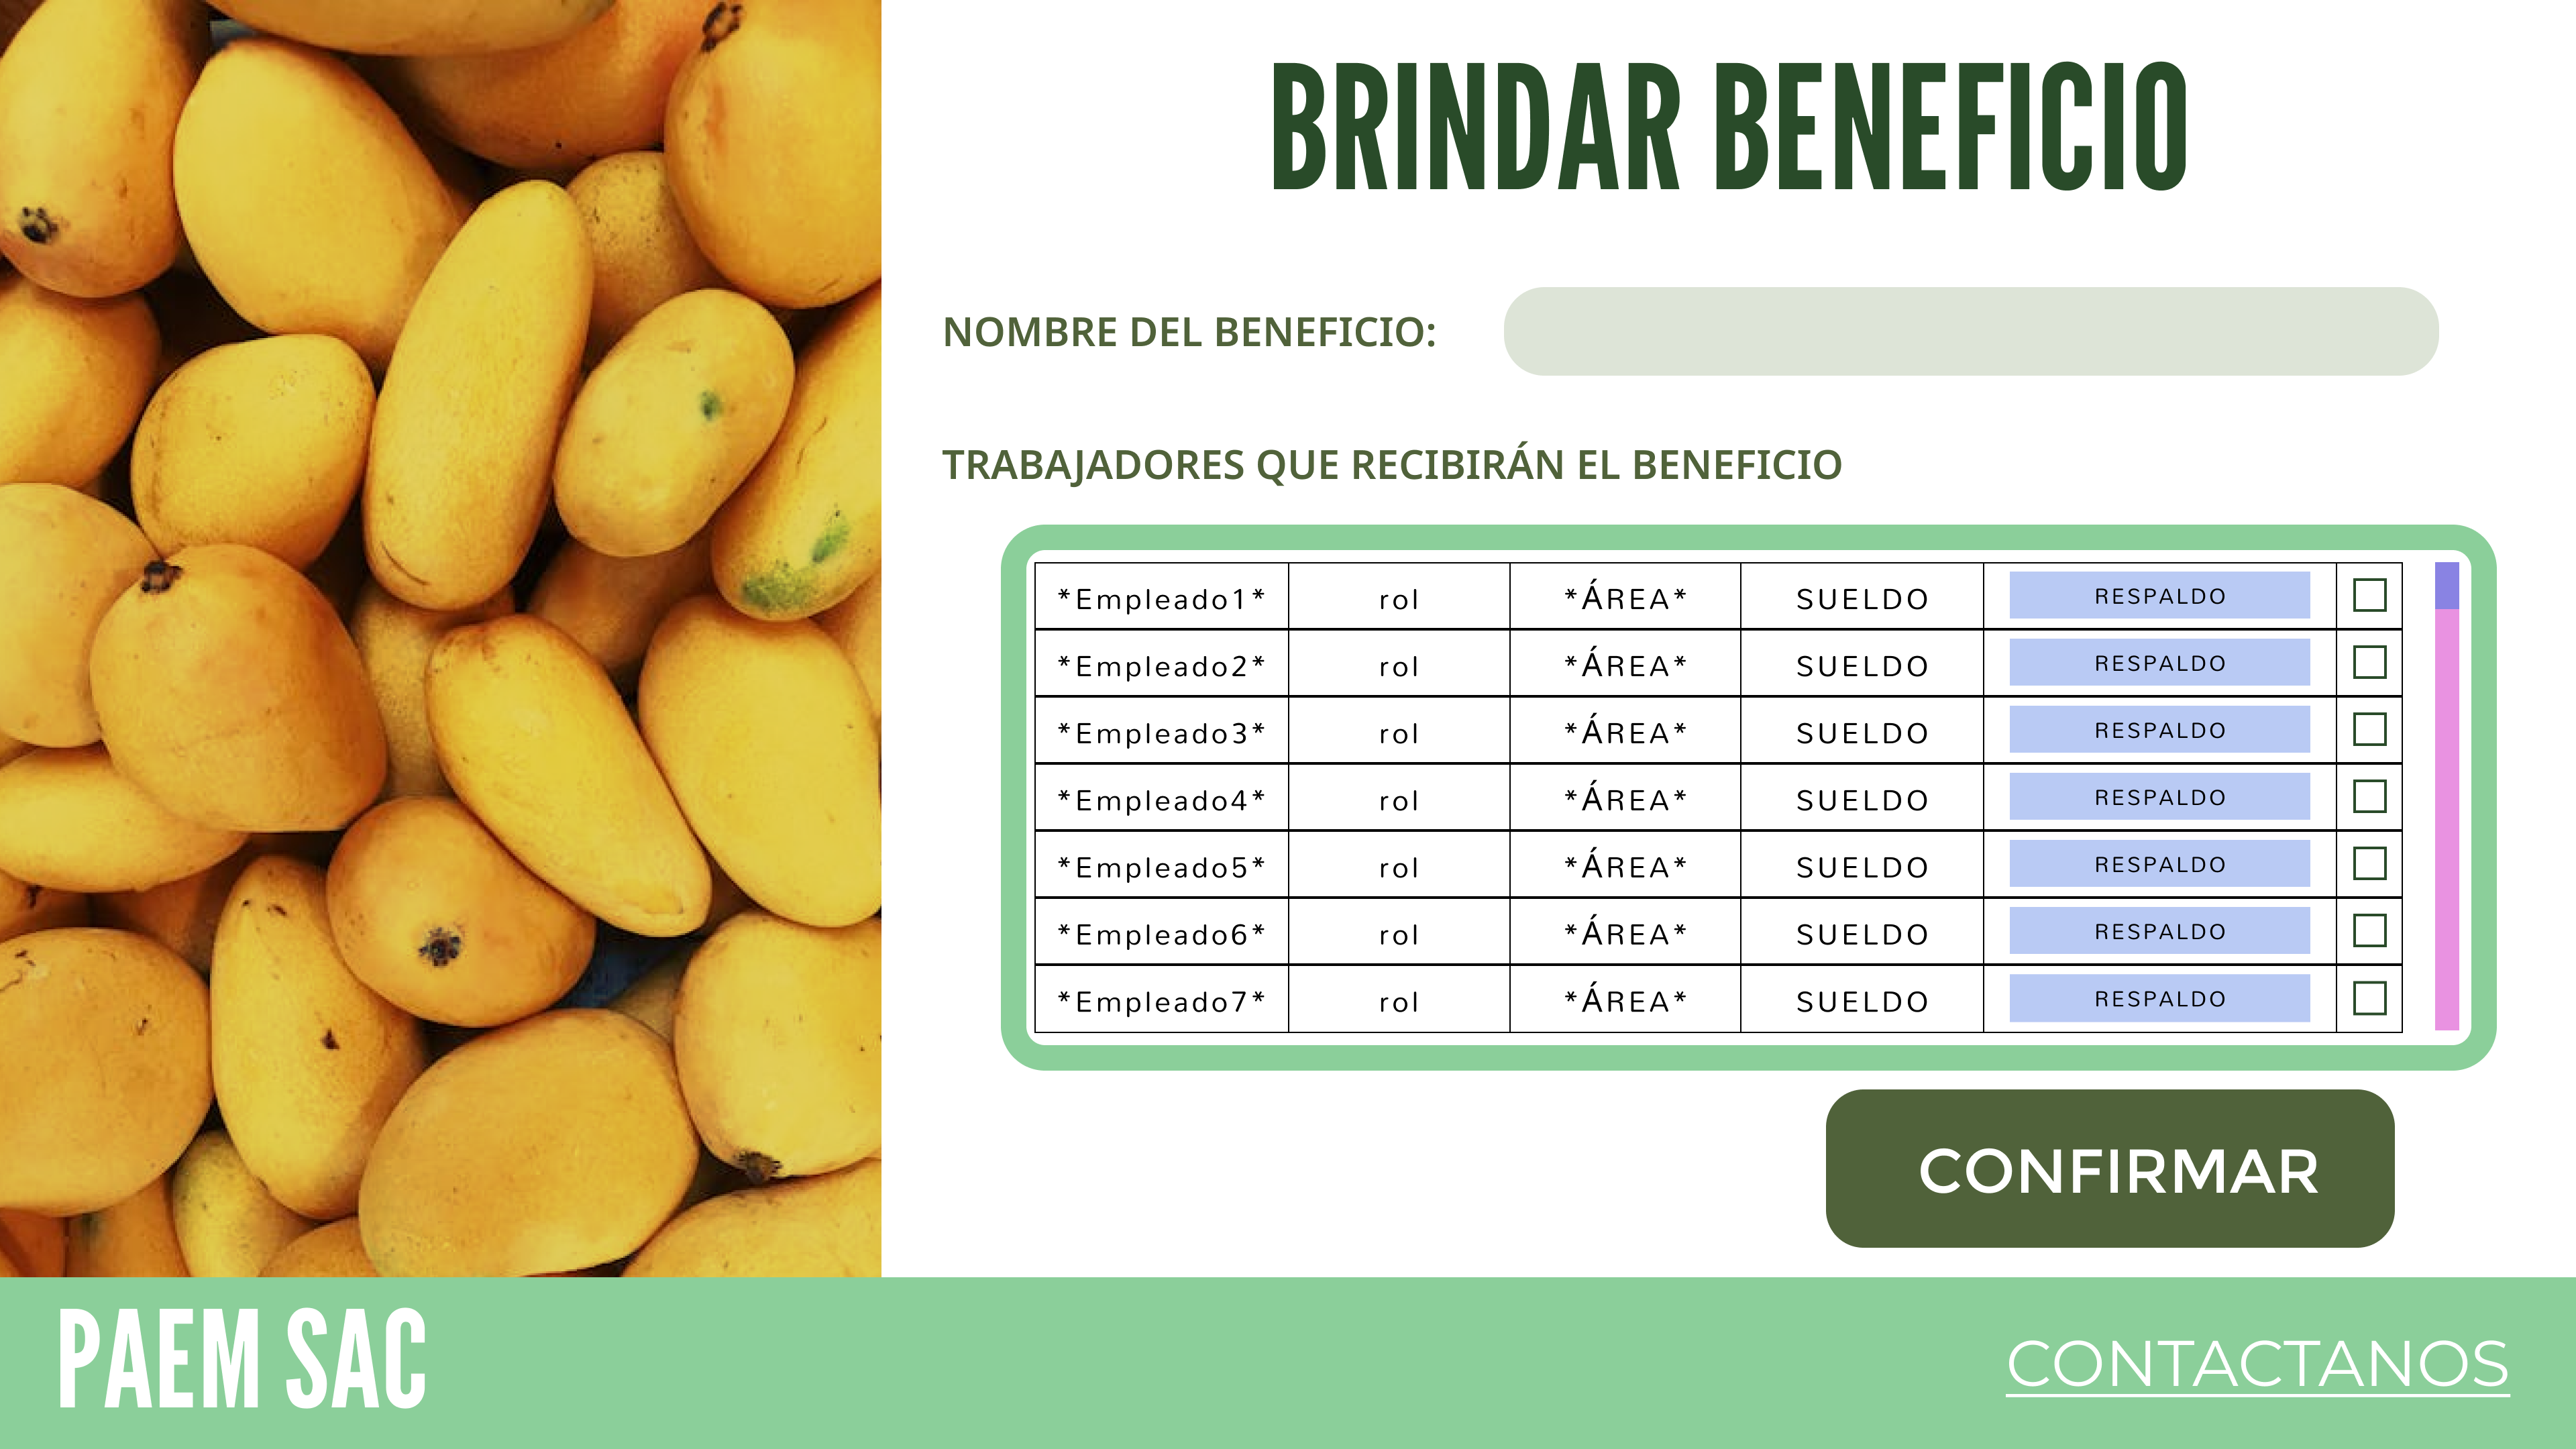 BRINDAR BENEFICIO
NOMBRE DEL BENEFICIO:
TRABAJADORES QUE RECIBIRÁN EL BENEFICIO
*Empleado1* rol *ÁREA* SUELDO RESPALDO
*Empleado2* rol *ÁREA* SUELDO RESPALDO
*Empleado3* rol *ÁREA* SUELDO RESPALDO
*Empleado4* rol *ÁREA* SUELDO RESPALDO
*Empleado5* rol *ÁREA* SUELDO RESPALDO
*Empleado6* rol *ÁREA* SUELDO RESPALDO
*Empleado7* rol *ÁREA* SUELDO RESPALDO
CONFIRMAR
PAEM SAC
CONTACTANOS